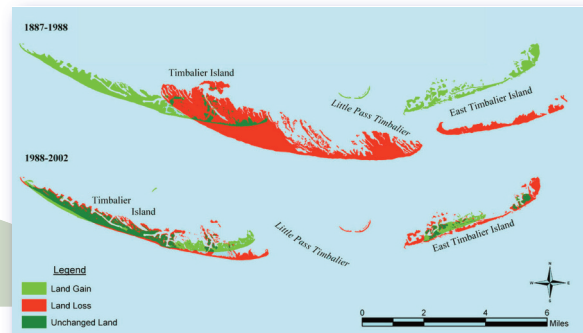 1887-1988
Timbalier Island
Little Pass Timbalier
East Timbalier Island
1988-2002
Timbalier
Island
Little Pass Timbalier
East Timbalier Island
Legend
Land Gain
Land Loss
Unchanged Land
N
W E
S
0 2 4 6
Miles